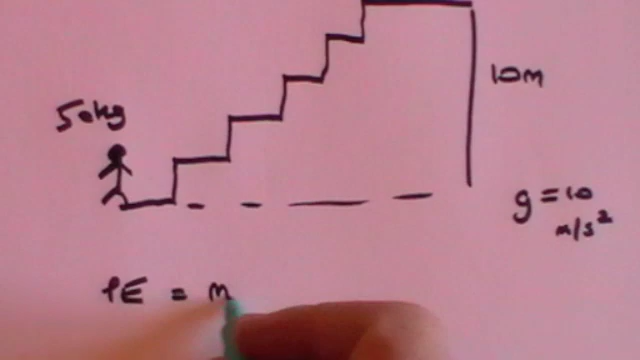 10m
50kg
g = 10
m/s²
PE = m